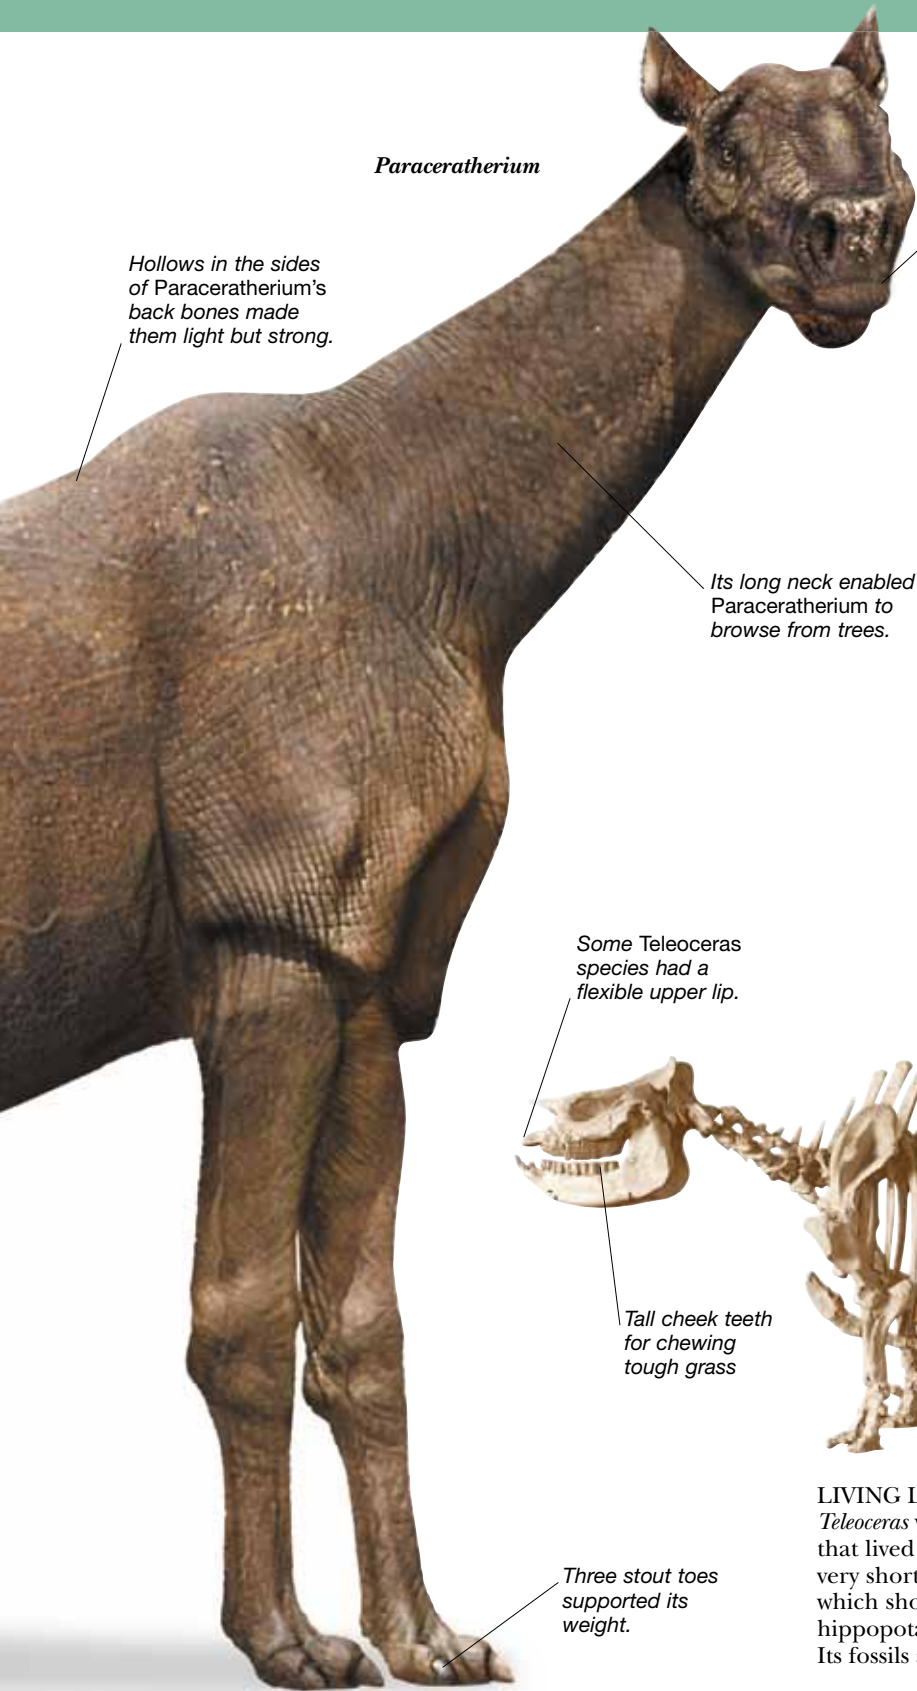 Paraceratherium
Hollows in the sides
of Paraceratherium's
back bones made
them light but strong.
Its long neck enabled
Paraceratherium to
browse from trees.
Some Teleoceras
species had a
flexible upper lip.
Tall cheek teeth
for chewing
tough grass
Three stout toes
supported its
weight.
LIVING
Teleoceras
that lived
very short
which
Its fossils